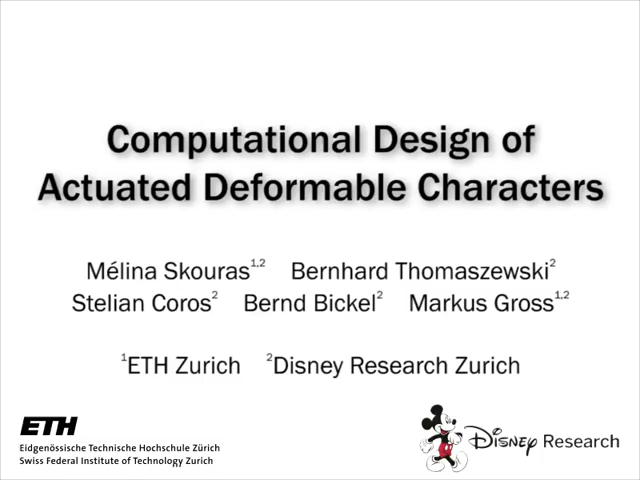 Computational Design of
Actuated Deformable Characters
Mélina Skouras1,2 Bernhard Thomaszewski2
Stelian Coros2 Bernd Bickel2 Markus Gross1,2
1ETH Zurich 2Disney Research Zurich
ETH
Eidgenössische Technische Hochschule Zürich
Swiss Federal Institute of Technology Zurich
Disney Research